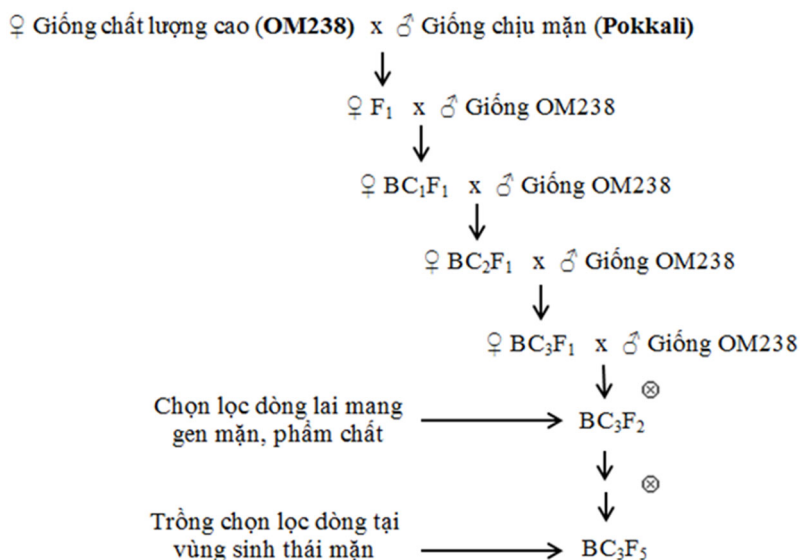 ♀ Giống chất lượng cao (OM238) x ♂ Giống chịu mặn (Pokkali)
♀ F₁ x ♂ Giống OM238
♀ BC₁F₁ x ♂ Giống OM238
♀ BC₂F₁ x ♂ Giống OM238
♀ BC₃F₁ x ♂ Giống OM238
Chọn lọc dòng lai mang
gen mặn, phẩm chất
BC₃F₂
Trồng chọn lọc dòng tại
vùng sinh thái mặn
BC₃F₅